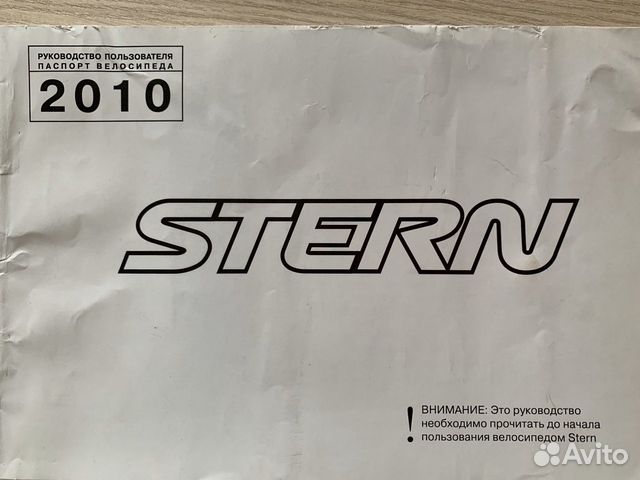 РУКОВОДСТВО ПОЛЬЗОВАТЕЛЯ
ПАСПОРТ ВЕЛОСИПЕДА
2010
STERN
! ВНИМАНИЕ: Это руководство
необходимо прочитать до начала
пользования велосипедом Stern
Avito